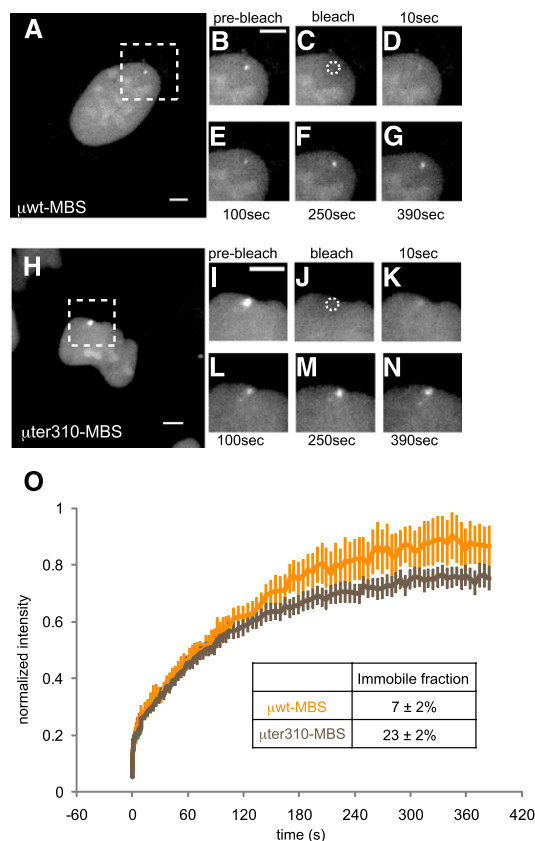 A
pre-bleach bleach 10sec
B C D
E F G
µwt-MBS
100sec 250sec 390sec
H
pre-bleach bleach 10sec
I J K
L M N
µter310-MBS
100sec 250sec 390sec
O
1
0.8
0.6
0.4
0.2
0
normalized intensity
Immobile fraction
µwt-MBS 7 ± 2%
µter310-MBS 23 ± 2%
-60 0 60 120 180 240 300 360 420
time (s)